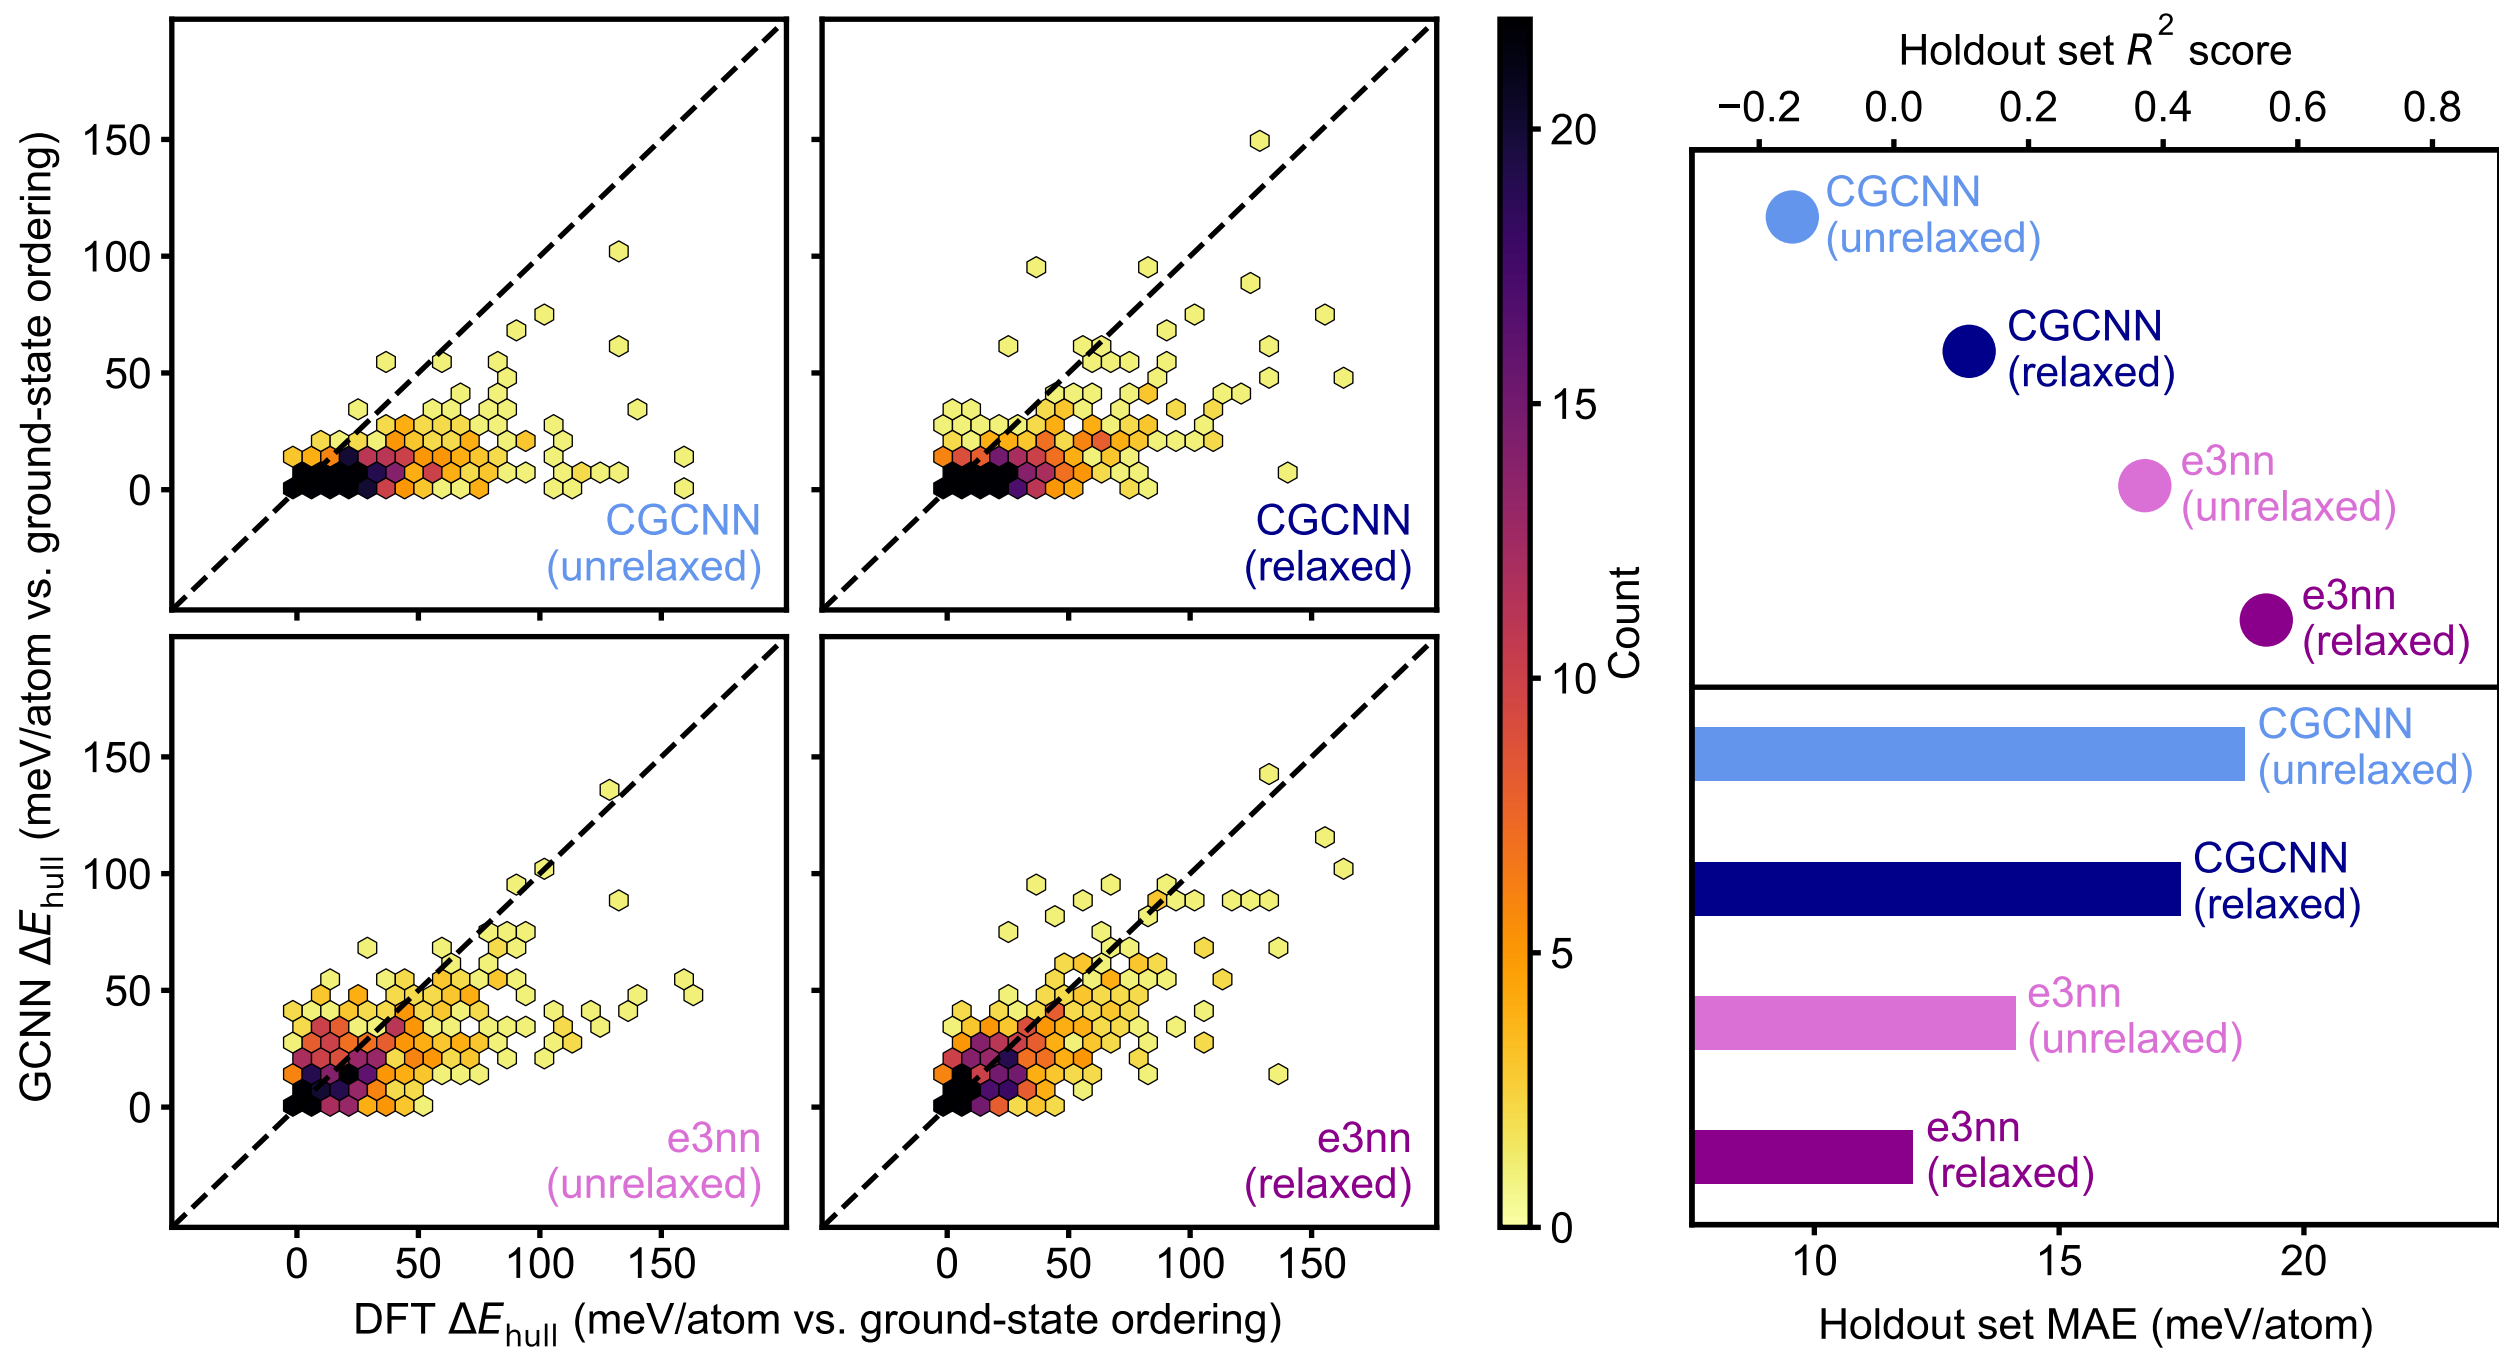 GCNN ΔEhull (meV/atom vs. ground-state ordering)
150
100
50
0
CGCNN
(unrelaxed)
CGCNN
(relaxed)
150
100
50
0
e3nn
(unrelaxed)
e3nn
(relaxed)
0 50 100 150
0 50 100 150
DFT ΔEhull (meV/atom vs. ground-state ordering)
20
15
10
5
0
Count
Holdout set R² score
−0.2 0.0 0.2 0.4 0.6 0.8
CGCNN
(unrelaxed)
CGCNN
(relaxed)
e3nn
(unrelaxed)
e3nn
(relaxed)
CGCNN
(unrelaxed)
CGCNN
(relaxed)
e3nn
(unrelaxed)
e3nn
(relaxed)
10 15 20
Holdout set MAE (meV/atom)